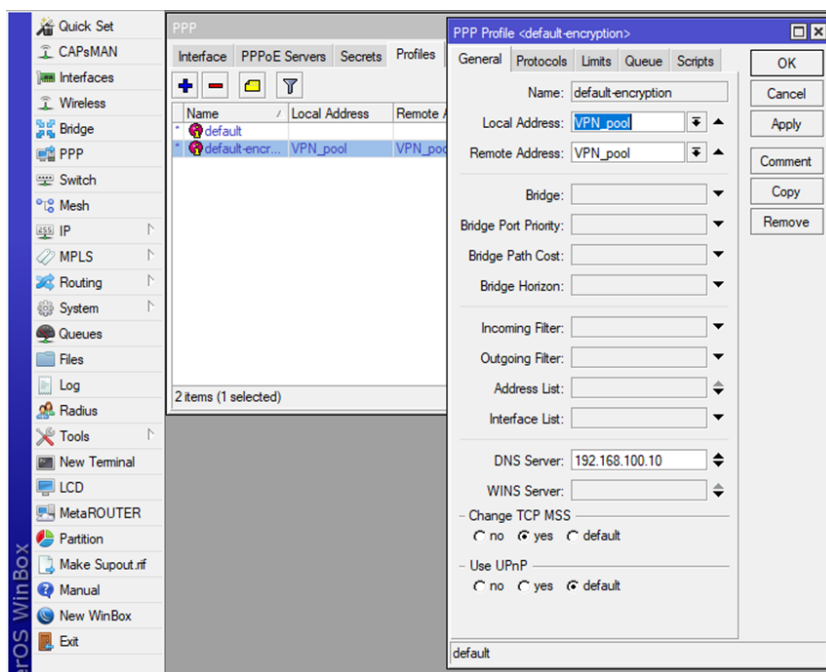 Quick Set
CAPsMAN
Interfaces
Wireless
Bridge
PPP
Switch
Mesh
IP
MPLS
Routing
System
Queues
Files
Log
Radius
Tools
New Terminal
LCD
MetaROUTER
Partition
Make Supout.rif
Manual
New WinBox
Exit
erOS WinBox
PPP
Interface PPPoE Servers Secrets Profiles
Name / Local Address Remote A
* default
* default-encr... VPN_pool VPN_poo
2 items (1 selected)
PPP Profile <default-encryption>
General Protocols Limits Queue Scripts
Name: default-encryption
Local Address: VPN_pool
Remote Address: VPN_pool
Bridge:
Bridge Port Priority:
Bridge Path Cost:
Bridge Horizon:
Incoming Filter:
Outgoing Filter:
Address List:
Interface List:
DNS Server: 192.168.100.10
WINS Server:
Change TCP MSS
no yes default
Use UPnP
no yes default
default
OK
Cancel
Apply
Comment
Copy
Remove